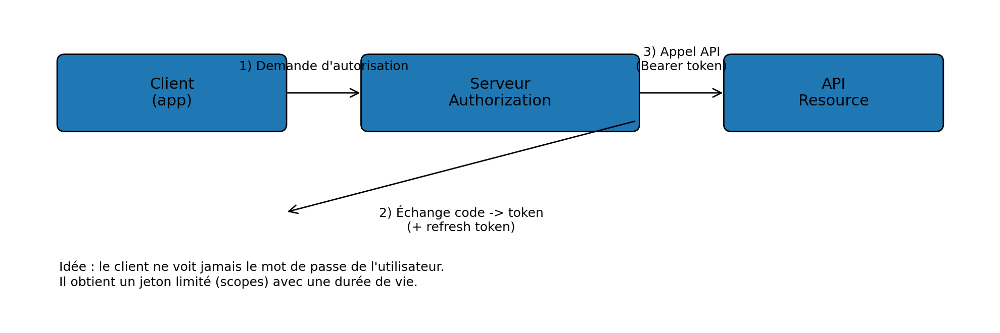 Client
(app)
1) Demande d'autorisation
Serveur
Authorization
3) Appel API
(Bearer token)
API
Resource
2) Échange code -> token
(+ refresh token)
Idée : le client ne voit jamais le mot de passe de l'utilisateur.
Il obtient un jeton limité (scopes) avec une durée de vie.